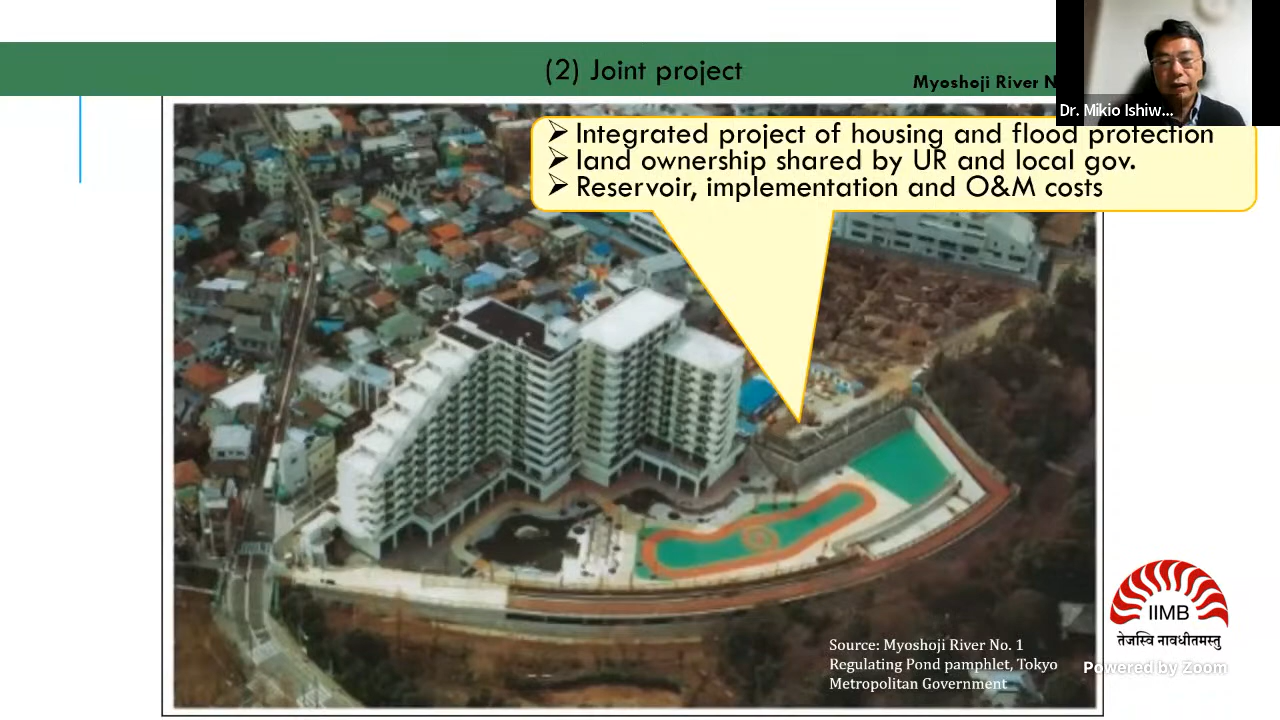 (2) Joint project
Myoshoji River
Dr. Mikio Ishiw...
➢ Integrated project of housing and flood protection
➢ land ownership shared by UR and local gov.
➢ Reservoir, implementation and O&M costs
Source: Myoshoji River No. 1
Regulating Pond pamphlet, Tokyo
Metropolitan Government
IIMB
तेजस्वि नावधीतमस्तु
Powered by Zoom